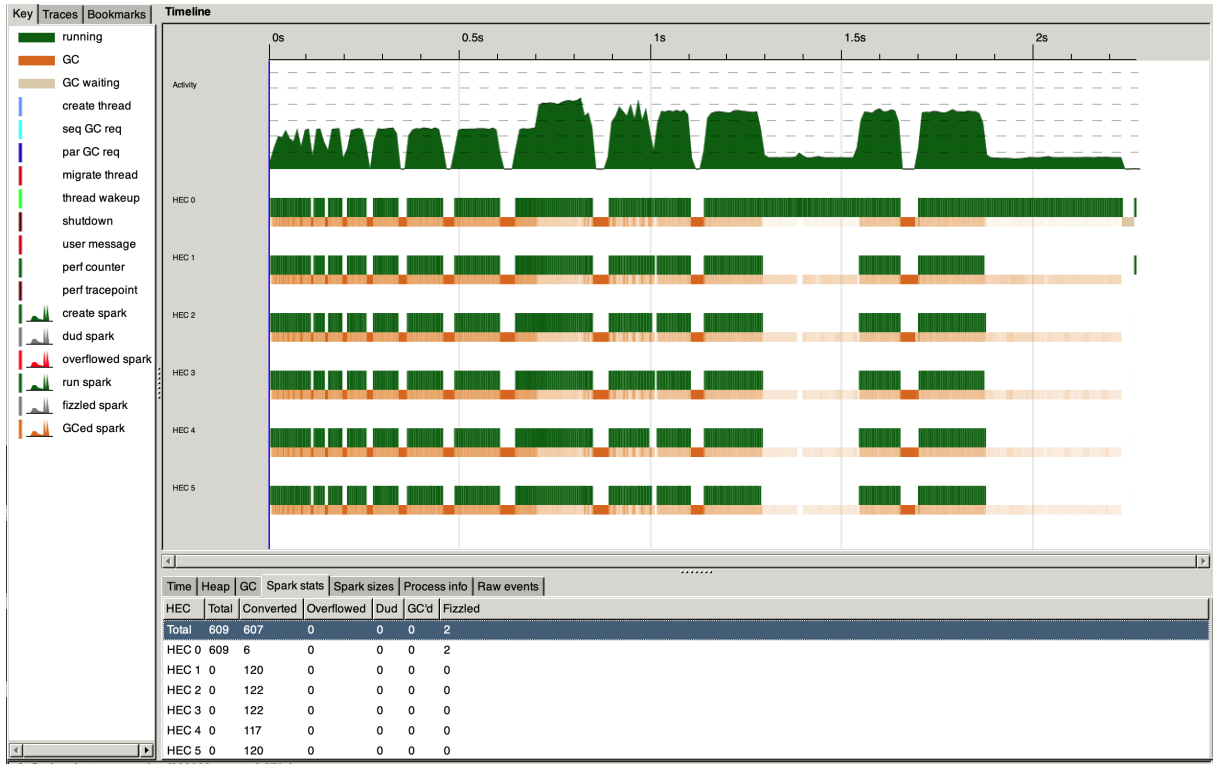 Key Traces Bookmarks Timeline
running
GC
GC waiting
create thread
seq GC req
par GC req
migrate thread
thread wakeup
shutdown
user message
perf counter
perf tracepoint
create spark
dud spark
overflowed spark
run spark
fizzled spark
GCed spark
0s 0.5s 1s 1.5s 2s
Activity
HEC 0
HEC 1
HEC 2
HEC 3
HEC 4
HEC 5
Time Heap GC Spark stats Spark sizes Process info Raw events
HEC Total Converted Overflowed Dud GC'd Fizzled
Total 609 607 0 0 0 2
HEC 0 609 6 0 0 0 2
HEC 1 0 120 0 0 0 0
HEC 2 0 122 0 0 0 0
HEC 3 0 122 0 0 0 0
HEC 4 0 117 0 0 0 0
HEC 5 0 120 0 0 0 0